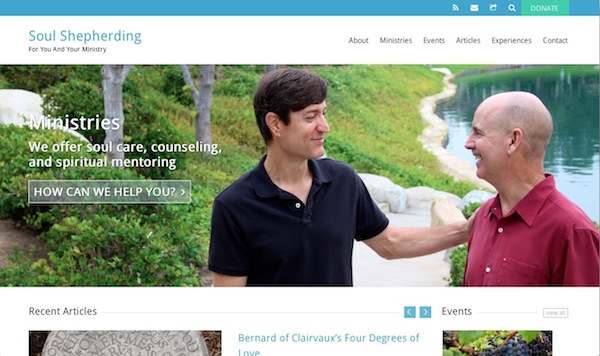 DONATE
Soul Shepherding
For You And Your Ministry
About Ministries Events Articles Experiences Contact
Ministries
We offer soul care, counseling,
and spiritual mentoring
HOW CAN WE HELP YOU? >
Recent Articles
Events
view all
Bernard of Clairvaux's Four Degrees of
Love